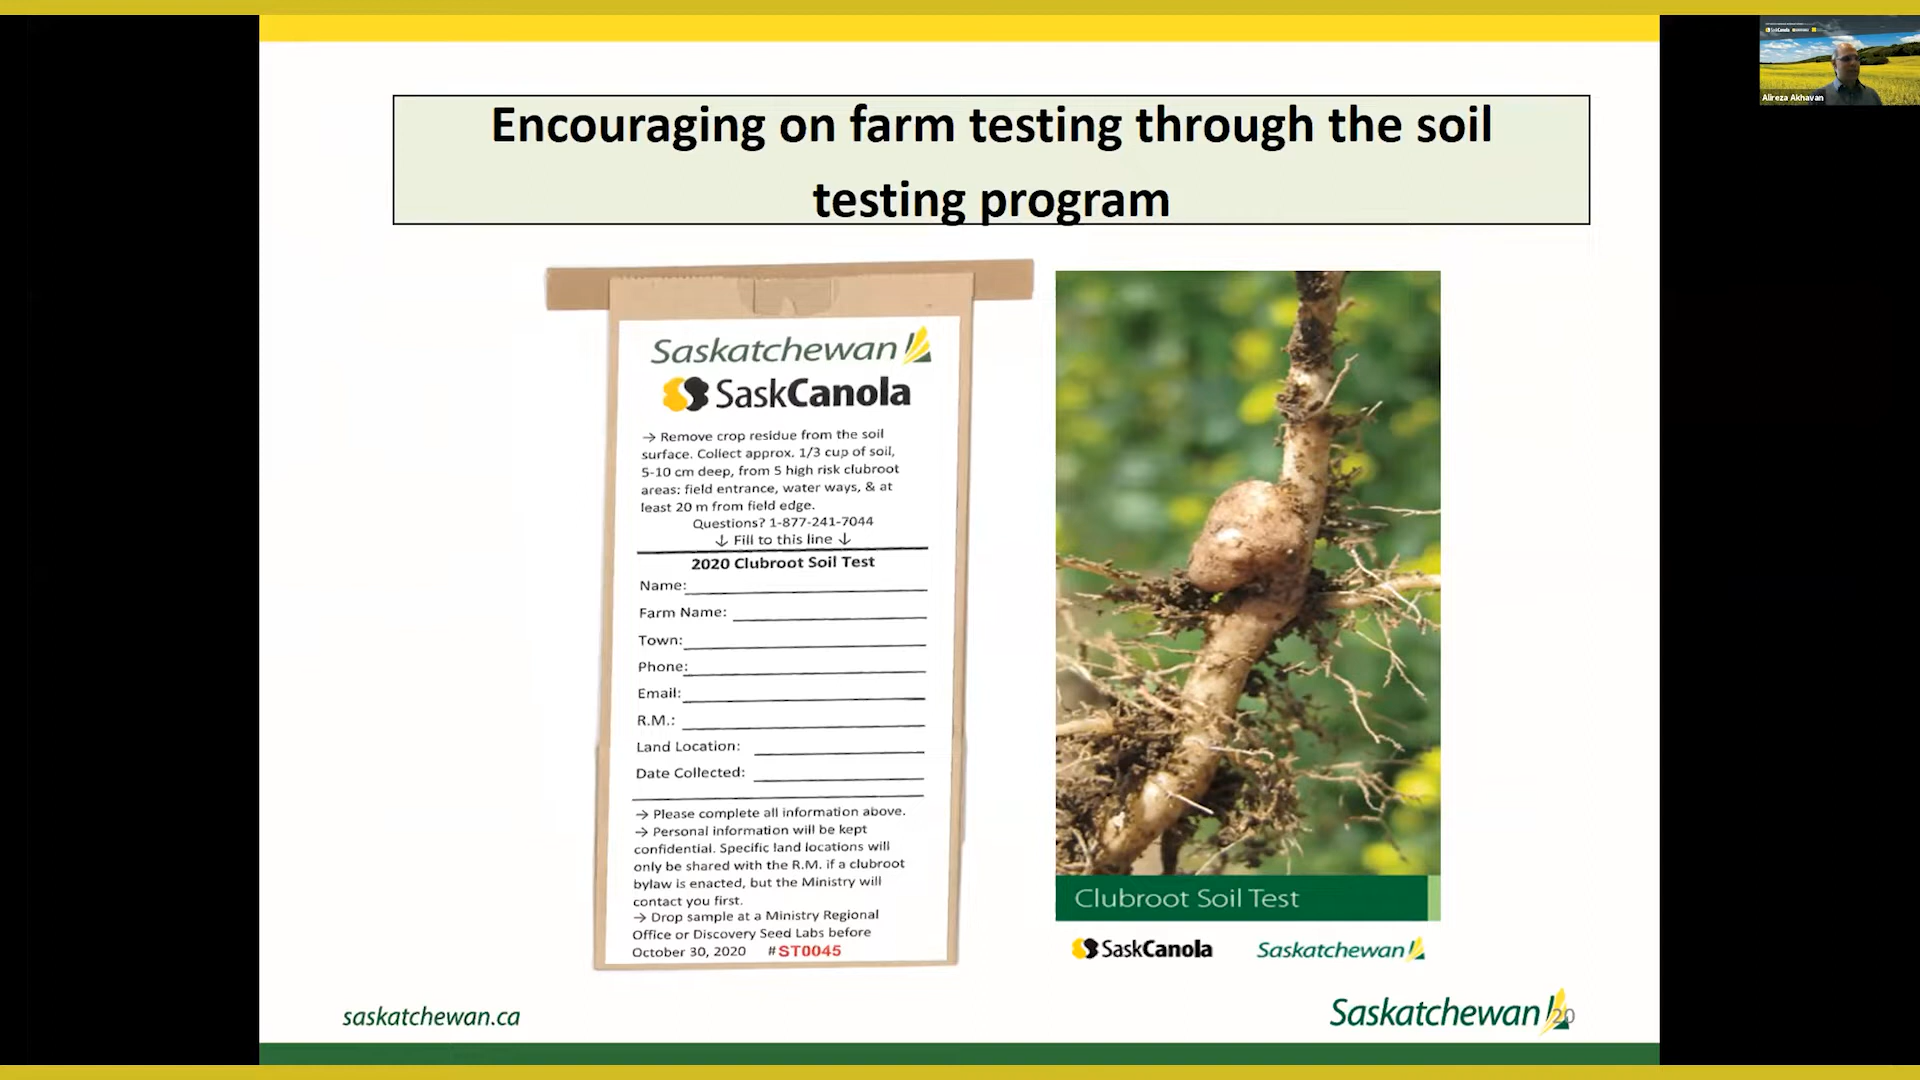 SaskCanola
Alireza Akhavan
Encouraging on farm testing through the soil
testing program
Saskatchewan
SaskCanola
→ Remove crop residue from the soil
surface. Collect approx. 1/3 cup of soil,
5-10 cm deep, from 5 high risk clubroot
areas: field entrance, water ways, & at
least 20 m from field edge.
Questions? 1-877-241-7044
↓ Fill to this line ↓
2020 Clubroot Soil Test
Name:
Farm Name:
Town:
Phone:
Email:
R.M.:
Land Location:
Date Collected:
→ Please complete all information above.
→ Personal information will be kept
confidential. Specific land locations will
only be shared with the R.M. if a clubroot
bylaw is enacted, but the Ministry will
contact you first.
→ Drop sample at a Ministry Regional
Office or Discovery Seed Labs before
October 30, 2020 #ST0045
Clubroot Soil Test
SaskCanola Saskatchewan
saskatchewan.ca
Saskatchewan 20